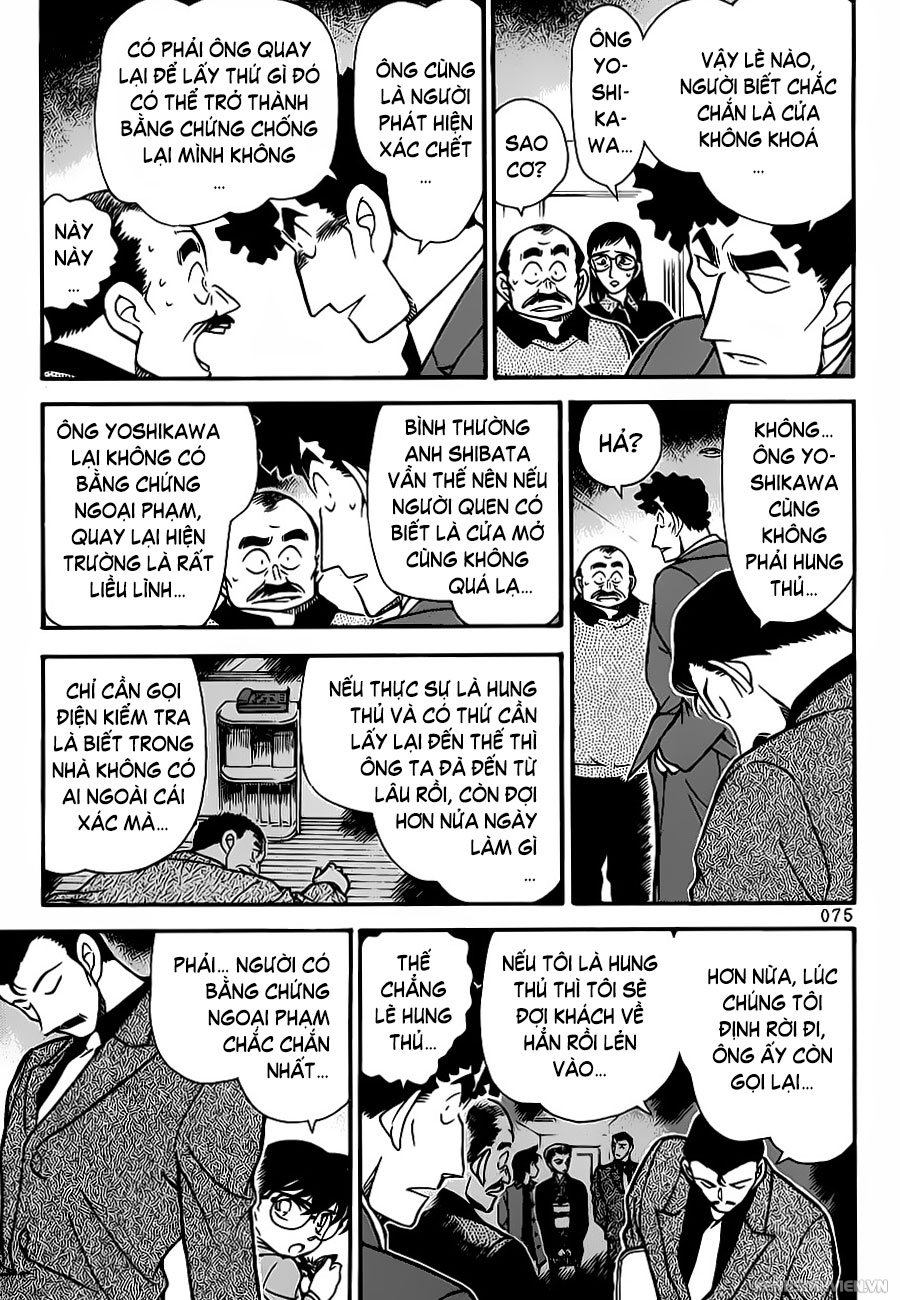 VẬY LẼ NÀO,
NGƯỜI BIẾT CHẮC
CHẮN LÀ CỬA
KHÔNG KHOÁ
...
ÔNG
YO-
SHI-
KA-
WA...
SAO
CƠ?
ÔNG CŨNG
LÀ NGƯỜI
PHÁT HIỆN
XÁC CHẾT
...
CÓ PHẢI ÔNG QUAY
LẠI ĐỂ LẤY THỨ GÌ ĐÓ
CÓ THỂ TRỞ THÀNH
BẰNG CHỨNG CHỐNG
LẠI MÌNH KHÔNG
...
NÀY
NÀY
...
KHÔNG...
ÔNG YO-
SHIKAWA
CŨNG
KHÔNG
PHẢI HUNG
THỦ...
HẢ?
BÌNH THƯỜNG
ANH SHIBATA
VẪN THẾ NÊN NẾU
NGƯỜI QUEN CÓ
BIẾT LÀ CỬA MỞ
CŨNG KHÔNG
QUÁ LẠ...
ÔNG YOSHIKAWA
LẠI KHÔNG CÓ
BẰNG CHỨNG
NGOẠI PHẠM,
QUAY LẠI HIỆN
TRƯỜNG LÀ RẤT
LIỀU LĨNH...
NẾU THỰC SỰ LÀ HUNG
THỦ VÀ CÓ THỨ CẦN
LẤY LẠI ĐẾN THẾ THÌ
ÔNG TA ĐÃ ĐẾN TỪ
LÂU RỒI, CÒN ĐỢI
HƠN NỬA NGÀY
LÀM GÌ
...
CHỈ CẦN GỌI
ĐIỆN KIỂM TRA
LÀ BIẾT TRONG
NHÀ KHÔNG CÓ
AI NGOÀI CÁI
XÁC MÀ...
075
HƠN NỮA, LÚC
CHÚNG TÔI
ĐỊNH RỜI ĐI,
ÔNG ẤY CÒN
GỌI LẠI...
NẾU TÔI LÀ HUNG
THỦ THÌ TÔI SẼ
ĐỢI KHÁCH VỀ
HẲN RỒI LÉN
VÀO...
THẾ
CHẲNG
LẼ HUNG
THỦ...
PHẢI... NGƯỜI CÓ
BẰNG CHỨNG
NGOẠI PHẠM
CHẮC CHẮN
NHẤT...